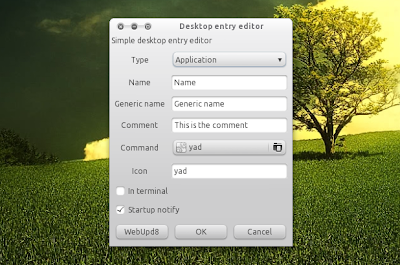 Desktop entry editor
Simple desktop entry editor
Type Application
Name Name
Generic name Generic name
Comment This is the comment
Command yad
Icon yad
In terminal
Startup notify
WebUpd8 OK Cancel